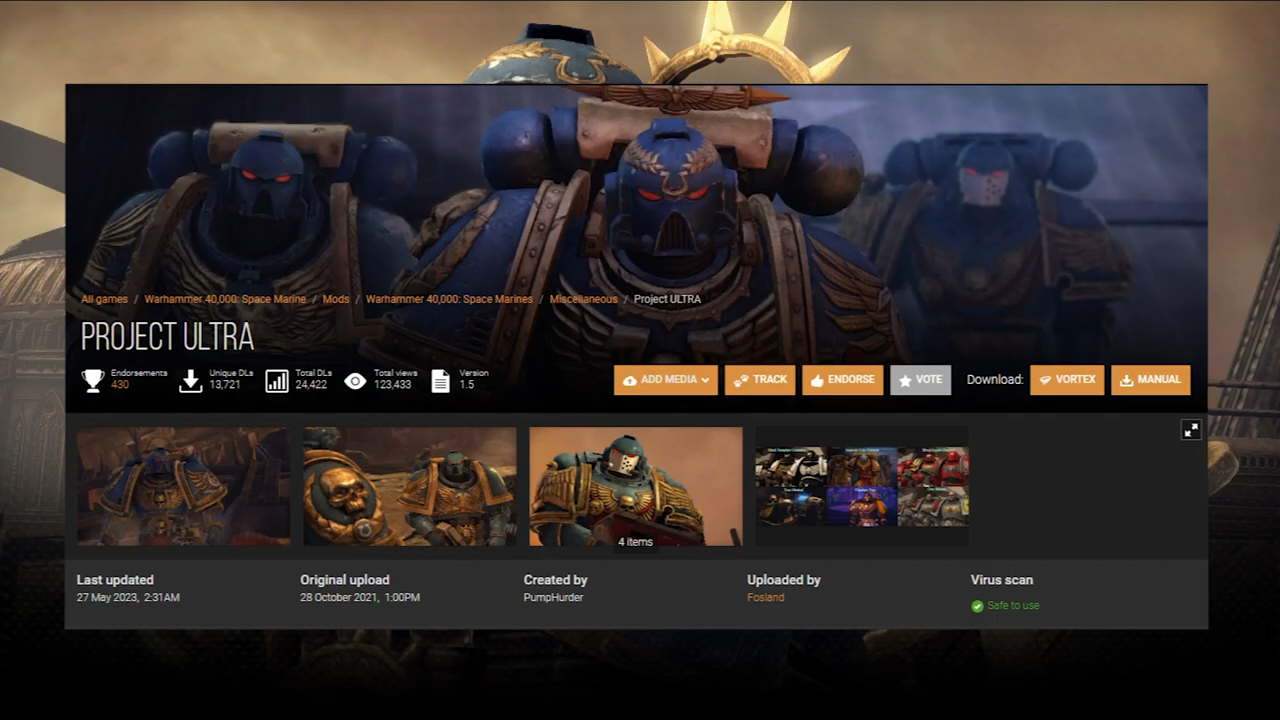 All games / Warhammer 40,000: Space Marine / Mods / Warhammer 40,000: Space Marines / Miscellaneous / Project ULTRA
PROJECT ULTRA
Endorsements
430
Unique DLs
13,721
Total DLs
24,422
Total views
123,433
Version
1.5
ADD MEDIA
TRACK
ENDORSE
VOTE
Download:
VORTEX
MANUAL
4 items
Last updated
27 May 2023, 2:31AM
Original upload
28 October 2021, 1:00PM
Created by
PumpHurder
Uploaded by
Fosland
Virus scan
Safe to use